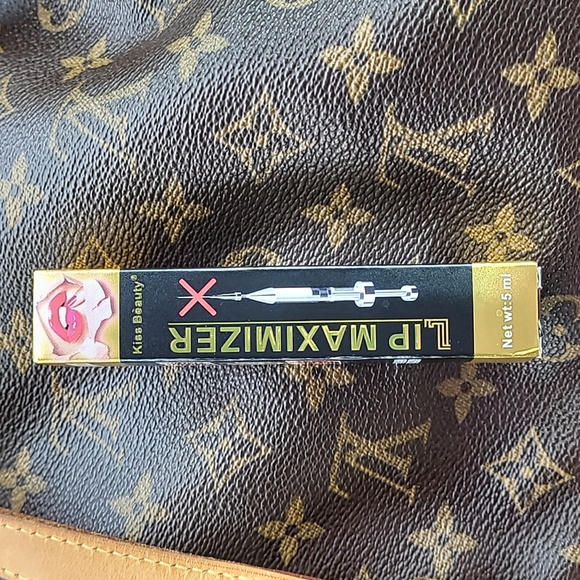 Kiss Beauty®
LIP MAXIMIZER
Net wt:5 ml